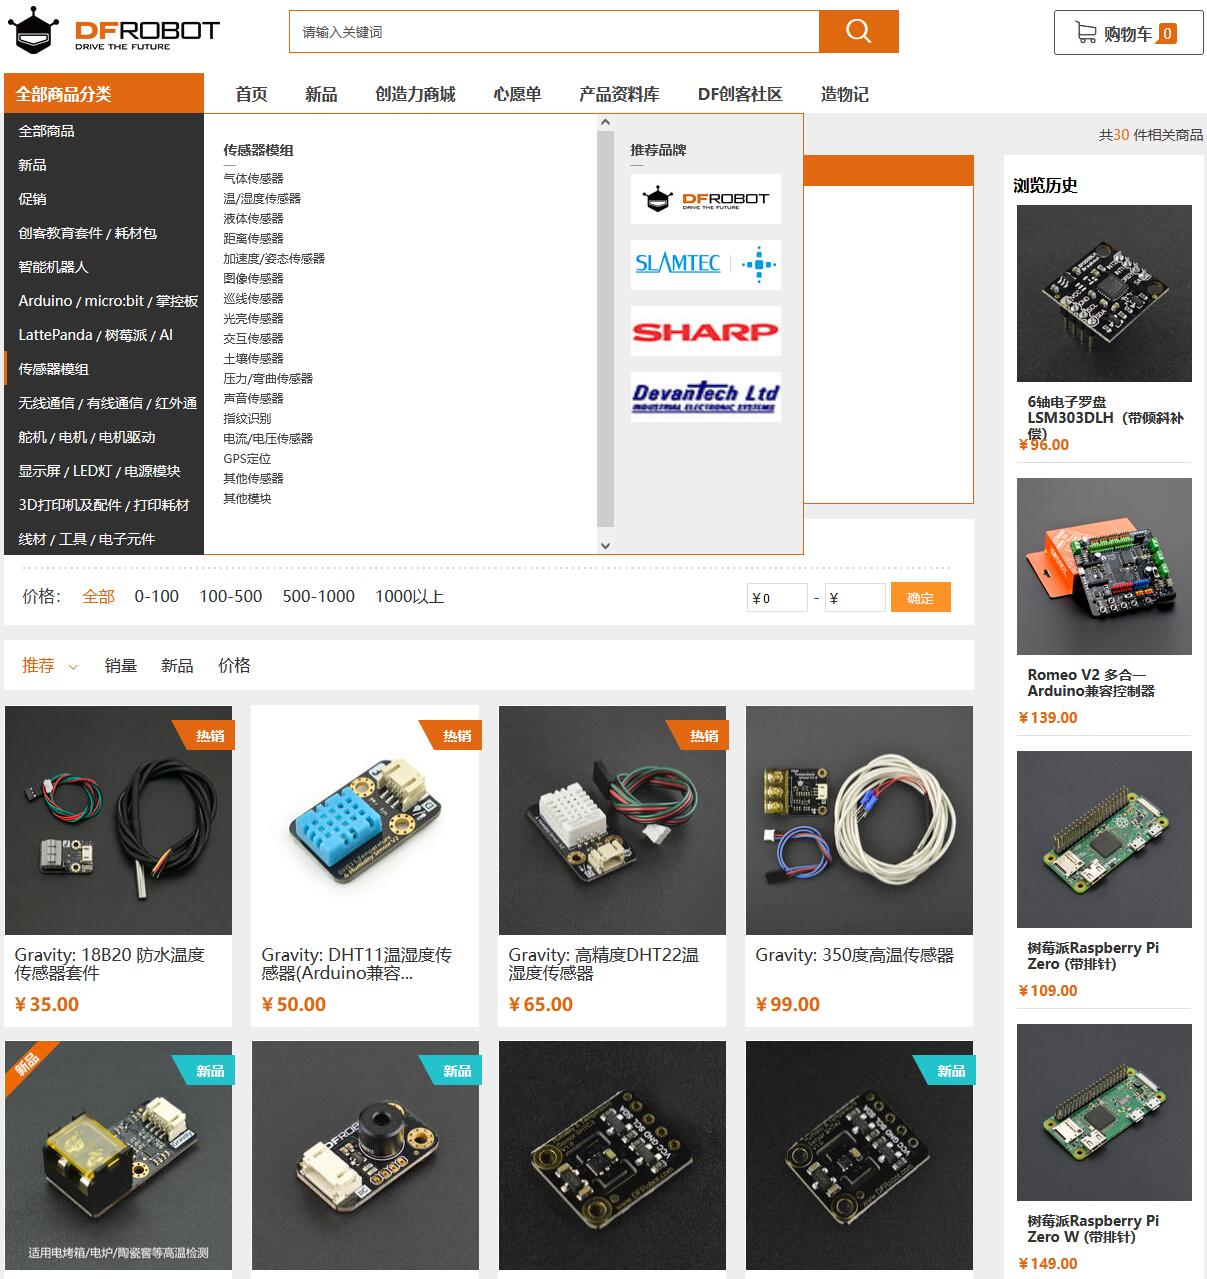 DFROBOT
DRIVE THE FUTURE
请输入关键词
购物车 0
全部商品分类
首页 新品 创造力商城 心愿单 产品资料库 DF创客社区 造物记
全部商品
新品
促销
创客教育套件 / 耗材包
智能机器人
Arduino / micro:bit / 掌控板
LattePanda / 树莓派 / AI
传感器模组
无线通信 / 有线通信 / 红外通
舵机 / 电机 / 电机驱动
显示屏 / LED灯 / 电源模块
3D打印机及配件 / 打印耗材
线材 / 工具 / 电子元件
传感器模组
气体传感器
温/湿度传感器
液体传感器
距离传感器
加速度/姿态传感器
图像传感器
巡线传感器
光亮传感器
交互传感器
土壤传感器
压力/弯曲传感器
声音传感器
指纹识别
电流/电压传感器
GPS定位
其他传感器
其他模块
推荐品牌
DFROBOT
DRIVE THE FUTURE
SLAMTEC
SHARP
Devantech Ltd
INDUSTRIAL ELECTRONIC SYSTEMS
共30 件相关商品
浏览历史
6轴电子罗盘
LSM303DLH（带倾斜补
偿）
¥96.00
Romeo V2 多合一
Arduino兼容控制器
¥139.00
树莓派Raspberry Pi
Zero (带排针)
¥109.00
树莓派Raspberry Pi
Zero W (带排针)
¥149.00
价格： 全部 0-100 100-500 500-1000 1000以上
¥0 - ¥ 确定
推荐 销量 新品 价格
热销
热销
热销
Gravity: 18B20 防水温度
传感器套件
¥35.00
Gravity: DHT11温湿度传
感器(Arduino兼容...
¥50.00
Gravity: 高精度DHT22温
湿度传感器
¥65.00
Gravity: 350度高温传感器
¥99.00
新品
新品
新品
新品
适用电烤箱/电炉/陶瓷窑等高温检测
VCC GND SCL SDA
www.DFRobot.com
VCC GND SCL SDA
www.DFRobot.com